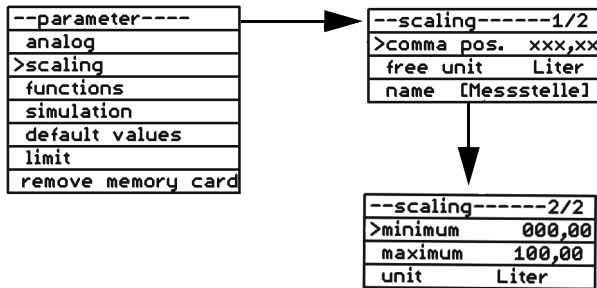 --parameter----
analog
>scaling
functions
simulation
default values
limit
remove memory card
--scaling------1/2
>comma pos. xxx,xx
free unit Liter
name [Messstelle]
--scaling------2/2
>minimum 000,00
maximum 100,00
unit Liter